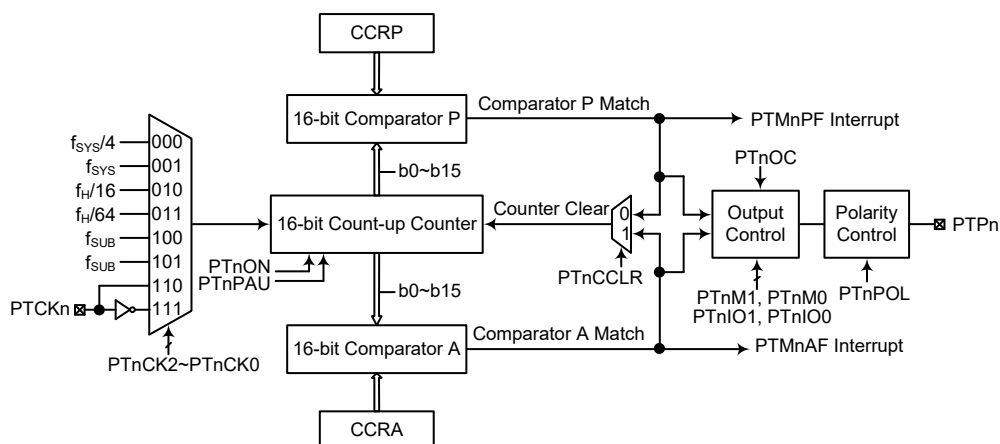 CCRP
16-bit Comparator P
Comparator P Match
PTMnPF Interrupt
b0~b15
fSYS/4
000
fSYS
001
fH/16
010
fH/64
011
fSUB
100
fSUB
101
110
111
PTCKn
PTnCK2~PTnCK0
16-bit Count-up Counter
PTnON
PTnPAU
Counter Clear
0
1
PTnCCLR
PTnOC
Output
Control
PTnM1, PTnM0
PTnIO1, PTnIO0
Polarity
Control
PTnPOL
PTPn
b0~b15
16-bit Comparator A
Comparator A Match
PTMnAF Interrupt
CCRA